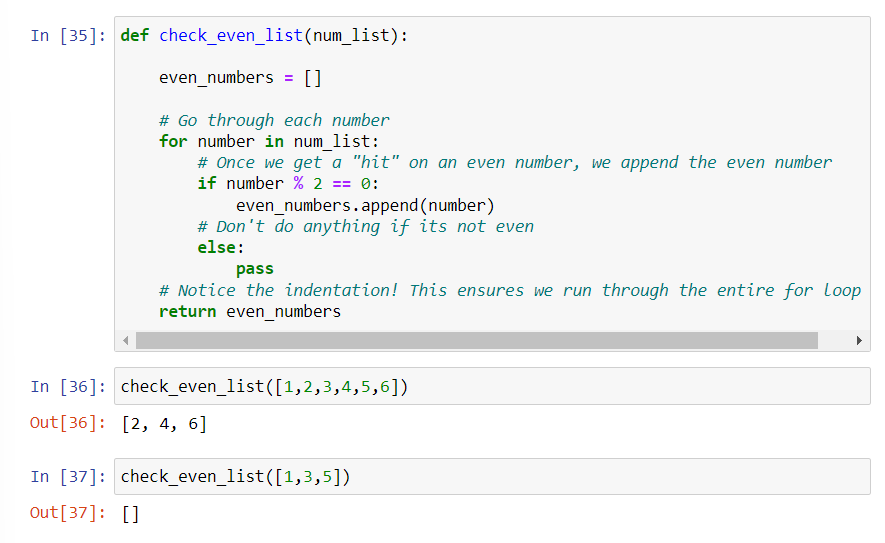 In [35]: def check_even_list(num_list):

    even_numbers = []

    # Go through each number
    for number in num_list:
        # Once we get a "hit" on an even number, we append the even number
        if number % 2 == 0:
            even_numbers.append(number)
        # Don't do anything if its not even
        else:
            pass
    # Notice the indentation! This ensures we run through the entire for loop
    return even_numbers
In [36]: check_even_list([1,2,3,4,5,6])
Out[36]: [2, 4, 6]
In [37]: check_even_list([1,3,5])
Out[37]: []